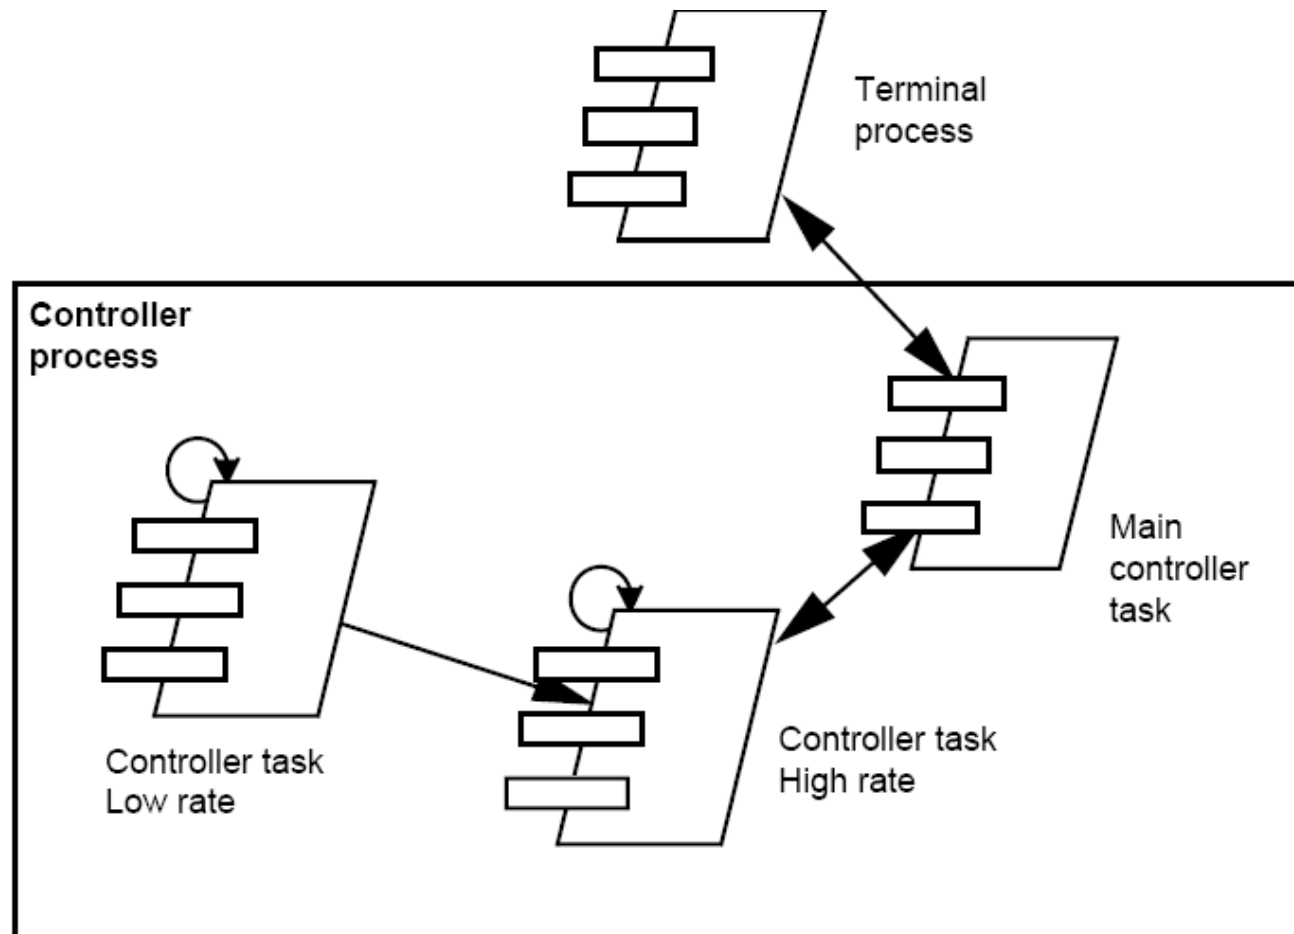 Terminal
process
Controller
process
Main
controller
task
Controller task
High rate
Controller task
Low rate